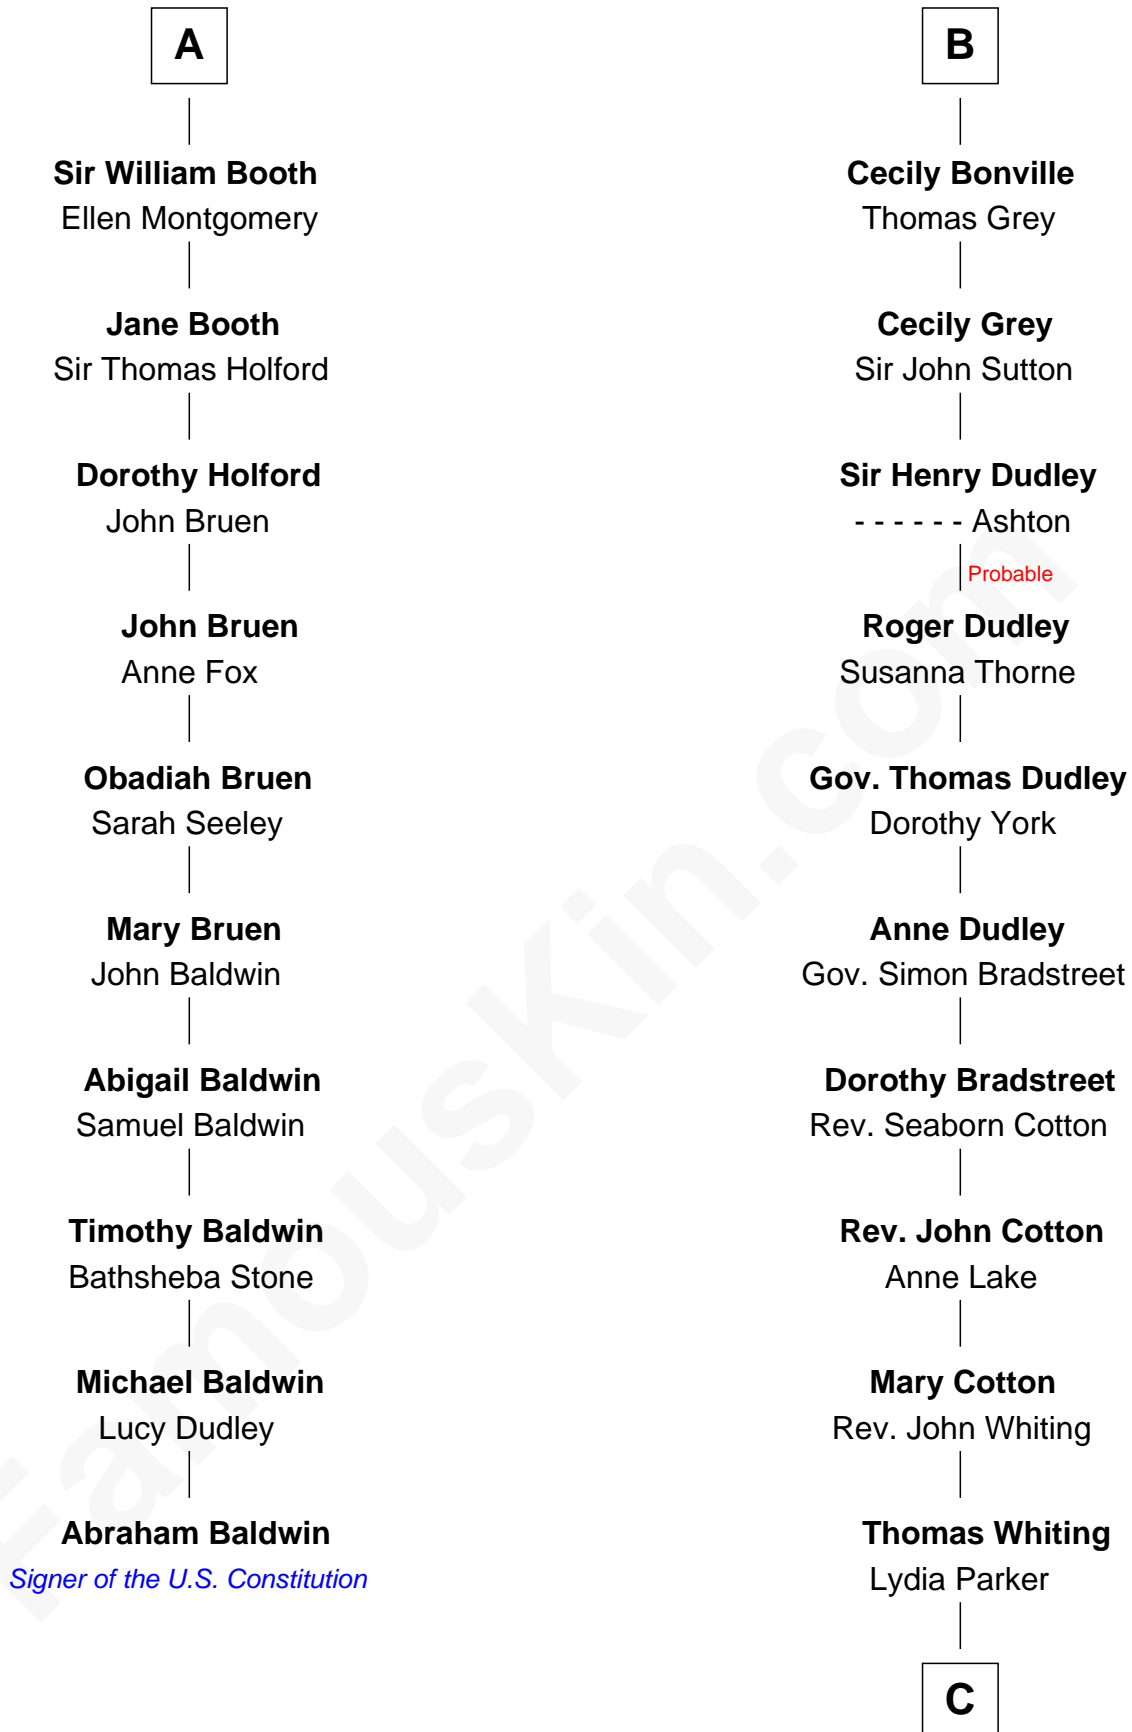 A
Sir William Booth
Ellen Montgomery
Jane Booth
Sir Thomas Holford
Dorothy Holford
John Bruen
John Bruen
Anne Fox
Obadiah Bruen
Sarah Seeley
Mary Bruen
John Baldwin
Abigail Baldwin
Samuel Baldwin
Timothy Baldwin
Bathsheba Stone
Michael Baldwin
Lucy Dudley
Abraham Baldwin
Signer of the U.S. Constitution
B
Cecily Bonville
Thomas Grey
Cecily Grey
Sir John Sutton
Sir Henry Dudley
- - - - - - Ashton
Probable
Roger Dudley
Susanna Thorne
Gov. Thomas Dudley
Dorothy York
Anne Dudley
Gov. Simon Bradstreet
Dorothy Bradstreet
Rev. Seaborn Cotton
Rev. John Cotton
Anne Lake
Mary Cotton
Rev. John Whiting
Thomas Whiting
Lydia Parker
C
FamousKin.com